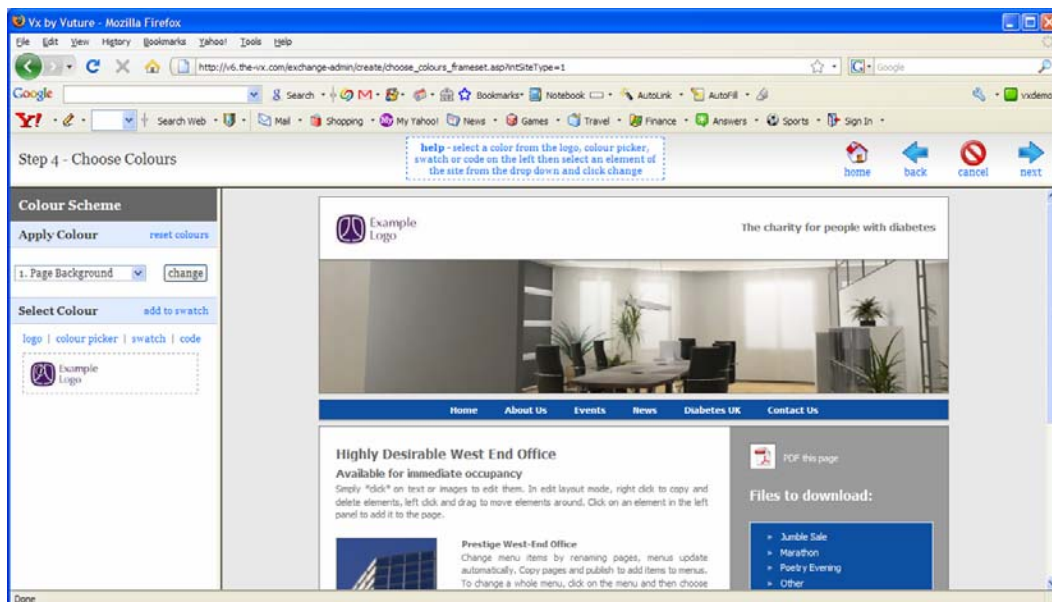 Vx by Vuture - Mozilla Firefox
File Edit View History Bookmarks Yahoo! Tools Help
http://v6.the-vx.com/exchange-admin/create/choose_colours_frameset.asp?intSiteType=1
Google
Google Search Bookmarks Notebook AutoLink AutoFill vxdemo
Y! Search Web Mail Shopping My Yahoo! News Games Travel Finance Answers Sports Sign In
Step 4 - Choose Colours
help - select a color from the logo, colour picker,
swatch or code on the left then select an element of
the site from the drop down and click change
home back cancel next
Colour Scheme
Apply Colour reset colours
1. Page Background change
Select Colour add to swatch
logo | colour picker | swatch | code
Example
Logo
Example
Logo
The charity for people with diabetes
Home About Us Events News Diabetes UK Contact Us
Highly Desirable West End Office
Available for immediate occupancy
Simply "click" on text or images to edit them. In edit layout mode, right click to copy and
delete elements, left click and drag to move elements around. Click on an element in the left
panel to add it to the page.
Prestige West-End Office
Change menu items by renaming pages, menus update
automatically. Copy pages and publish to add items to menus.
To change a whole menu, click on the menu and then choose
PDF this page
Files to download:
» Jumble Sale
» Marathon
» Poetry Evening
» Other
Done